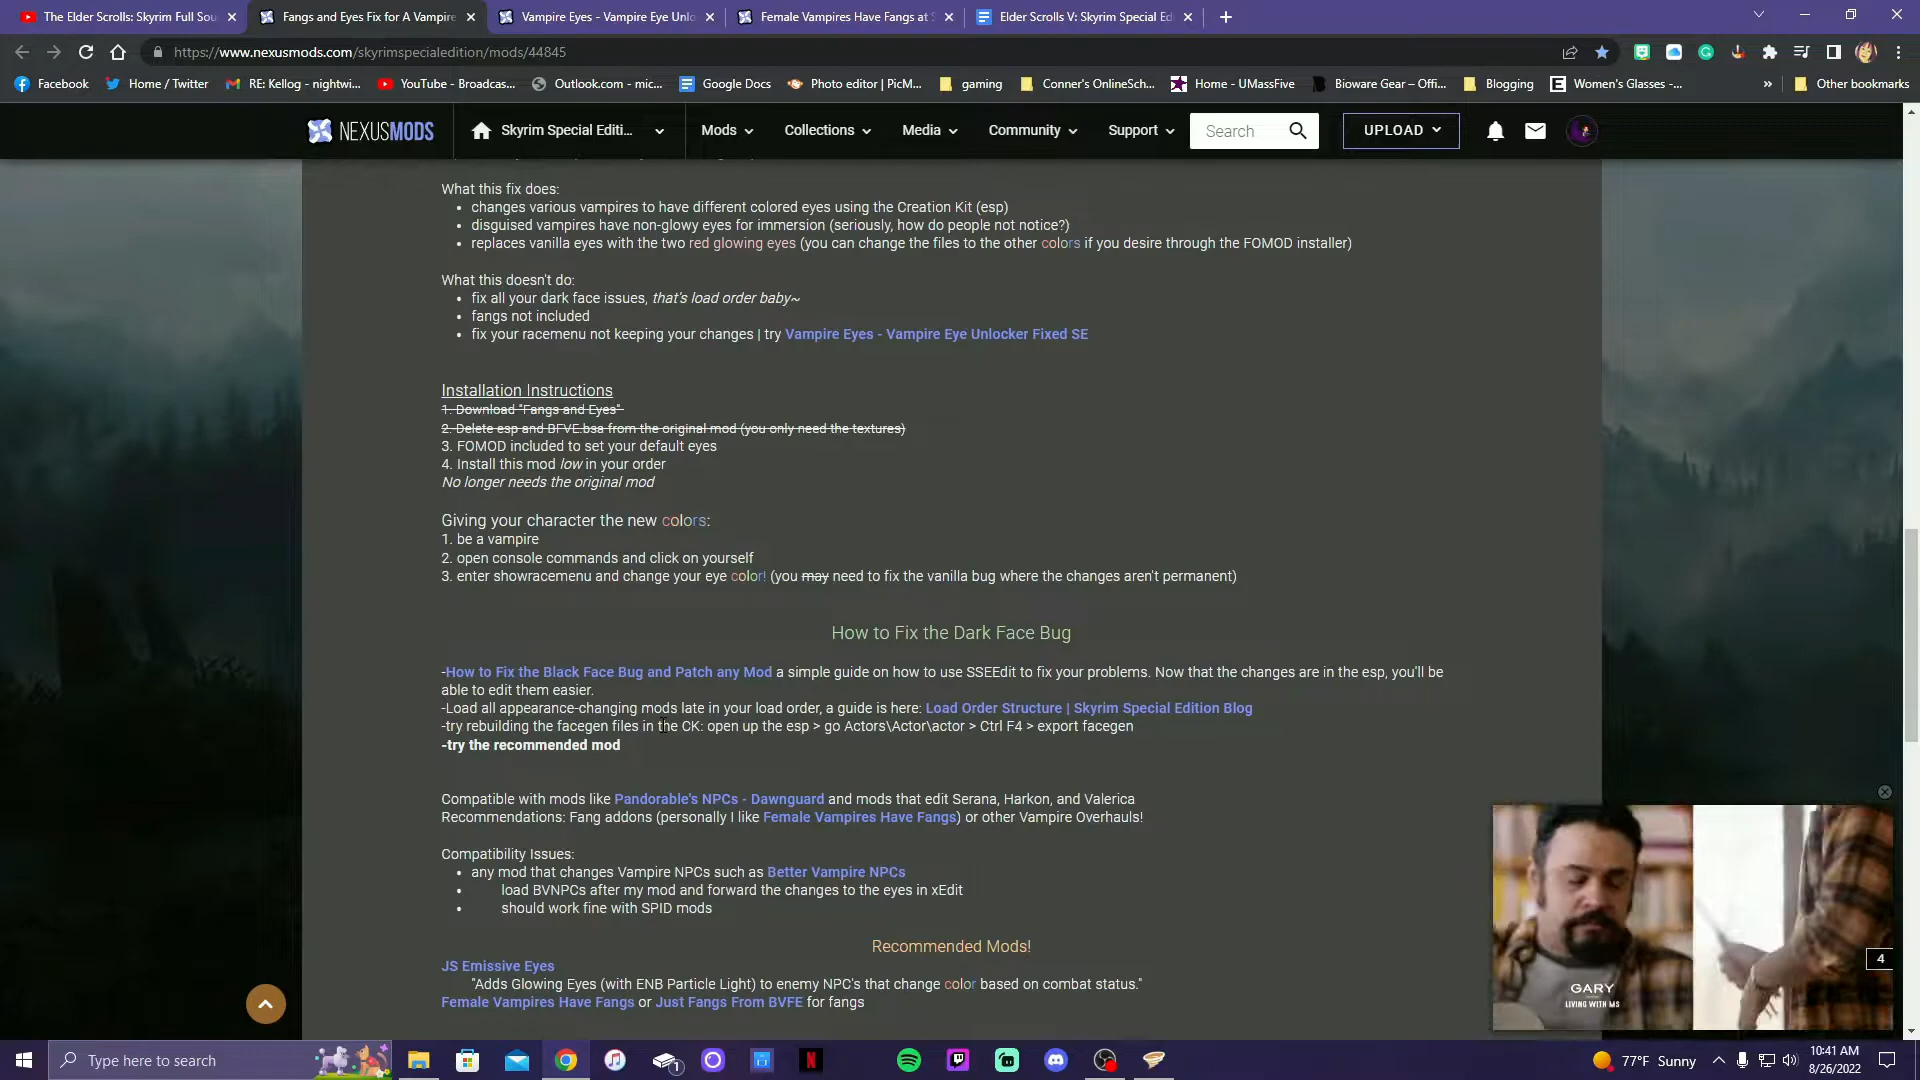 The Elder Scrolls: Skyrim Full Sou
Fangs and Eyes Fix for A Vampire
Vampire Eyes - Vampire Eye Unlo
Female Vampires Have Fangs at S
Elder Scrolls V: Skyrim Special Ed
https://www.nexusmods.com/skyrimspecialedition/mods/44845
Facebook
Home / Twitter
RE: Kellog - nightwi...
YouTube - Broadcas...
Outlook.com - mic...
Google Docs
Photo editor | PicM...
gaming
Conner's OnlineSch...
Home - UMassFive
Bioware Gear – Offi...
Blogging
Women's Glasses -...
»
Other bookmarks
NEXUSMODS
Skyrim Special Editi...
Mods
Collections
Media
Community
Support
Search
UPLOAD
What this fix does:
• changes various vampires to have different colored eyes using the Creation Kit (esp)
• disguised vampires have non-glowy eyes for immersion (seriously, how do people not notice?)
• replaces vanilla eyes with the two red glowing eyes (you can change the files to the other colors if you desire through the FOMOD installer)
What this doesn't do:
• fix all your dark face issues, that's load order baby~
• fangs not included
• fix your racemenu not keeping your changes | try Vampire Eyes - Vampire Eye Unlocker Fixed SE
Installation Instructions
1. Download "Fangs and Eyes"
2. Delete esp and BFVE.bsa from the original mod (you only need the textures)
3. FOMOD included to set your default eyes
4. Install this mod low in your order
No longer needs the original mod
Giving your character the new colors:
1. be a vampire
2. open console commands and click on yourself
3. enter showracemenu and change your eye color! (you may need to fix the vanilla bug where the changes aren't permanent)
How to Fix the Dark Face Bug
-How to Fix the Black Face Bug and Patch any Mod a simple guide on how to use SSEEdit to fix your problems. Now that the changes are in the esp, you'll be
able to edit them easier.
-Load all appearance-changing mods late in your load order, a guide is here: Load Order Structure | Skyrim Special Edition Blog
-try rebuilding the facegen files in the CK: open up the esp > go Actors\Actor\actor > Ctrl F4 > export facegen
-try the recommended mod
Compatible with mods like Pandorable's NPCs - Dawnguard and mods that edit Serana, Harkon, and Valerica
Recommendations: Fang addons (personally I like Female Vampires Have Fangs) or other Vampire Overhauls!
Compatibility Issues:
• any mod that changes Vampire NPCs such as Better Vampire NPCs
• load BVNPCs after my mod and forward the changes to the eyes in xEdit
• should work fine with SPID mods
Recommended Mods!
JS Emissive Eyes
"Adds Glowing Eyes (with ENB Particle Light) to enemy NPC's that change color based on combat status."
Female Vampires Have Fangs or Just Fangs From BVFE for fangs
4
GARY
LIVING WITH MS
Type here to search
1
77°F Sunny
10:41 AM
8/26/2022